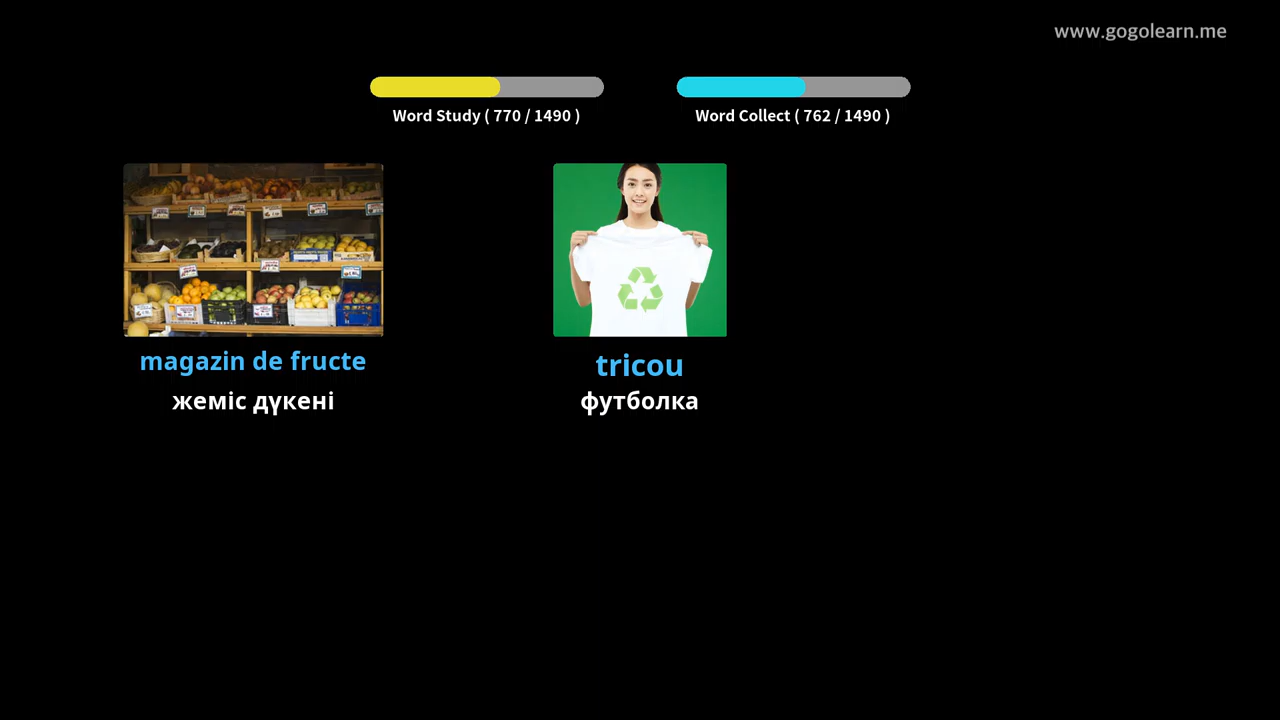 www.gogolearn.me
Word Study ( 770 / 1490 )
Word Collect ( 762 / 1490 )
magazin de fructe
жеміс дүкені
tricou
футболка